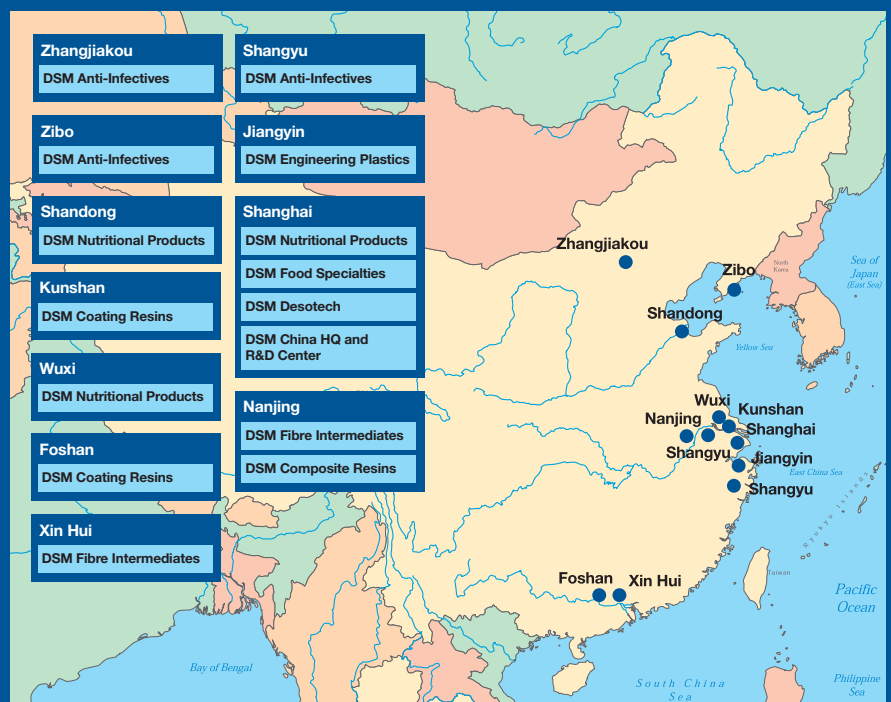 Zhangjiakou
DSM Anti-Infectives
Shangyu
DSM Anti-Infectives
Zibo
DSM Anti-Infectives
Jiangyin
DSM Engineering Plastics
Shandong
DSM Nutritional Products
Shanghai
DSM Nutritional Products
DSM Food Specialties
DSM Desotech
DSM China HQ and
R&D Center
Kunshan
DSM Coating Resins
Wuxi
DSM Nutritional Products
Nanjing
DSM Fibre Intermediates
DSM Composite Resins
Foshan
DSM Coating Resins
Xin Hui
DSM Fibre Intermediates
Zhangjiakou
Zibo
North
Korea
Sea of
Japan
(East Sea)
Shandong
Yellow Sea
Wuxi
Kunshan
Nanjing
Shanghai
Shangyu
Jiangyin
East China Sea
Shangyu
Ryukyu Islands
Foshan
Xin Hui
Taiwan
Pacific
Ocean
Bay of Bengal
South China
Sea
Philippine
Sea